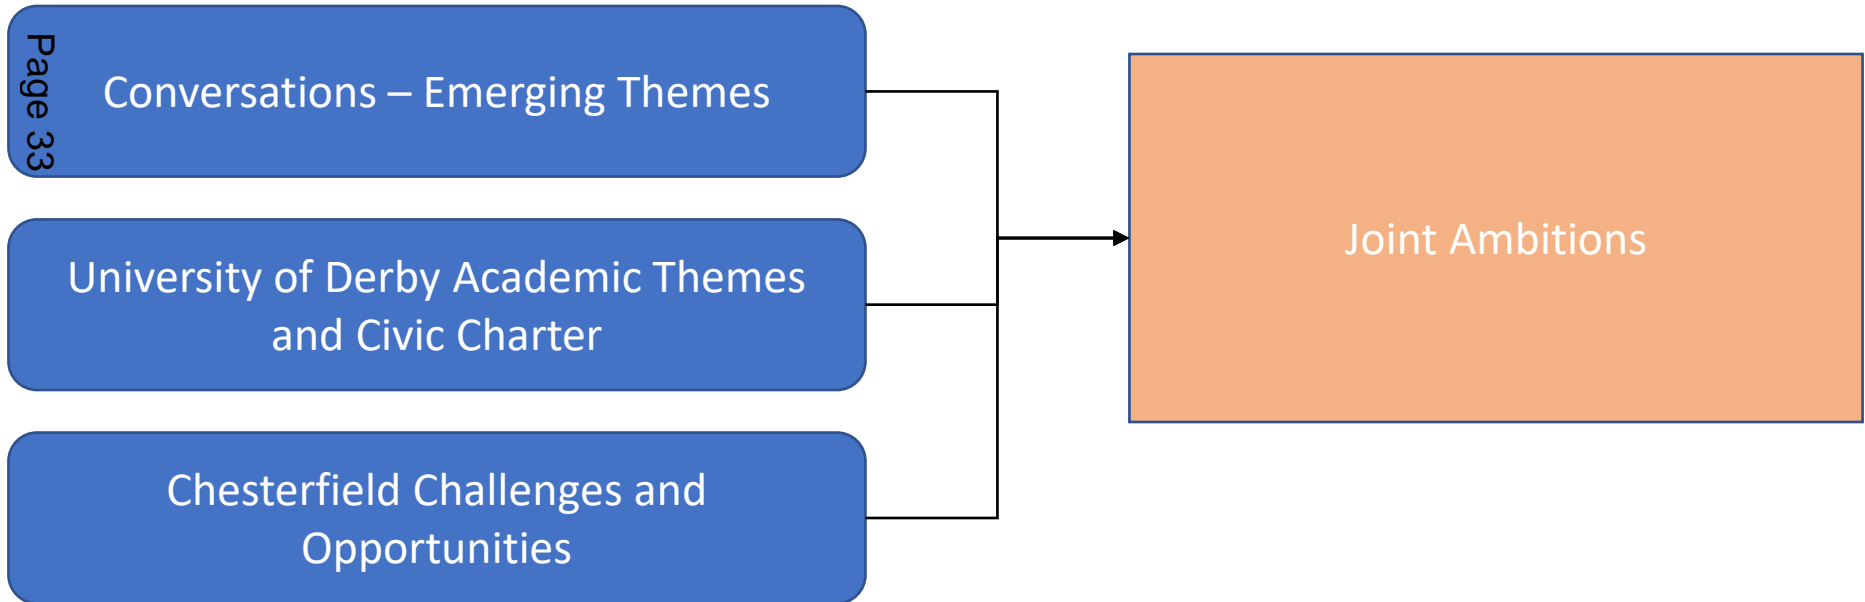 Page 33
Conversations – Emerging Themes
University of Derby Academic Themes
and Civic Charter
Chesterfield Challenges and
Opportunities
Joint Ambitions